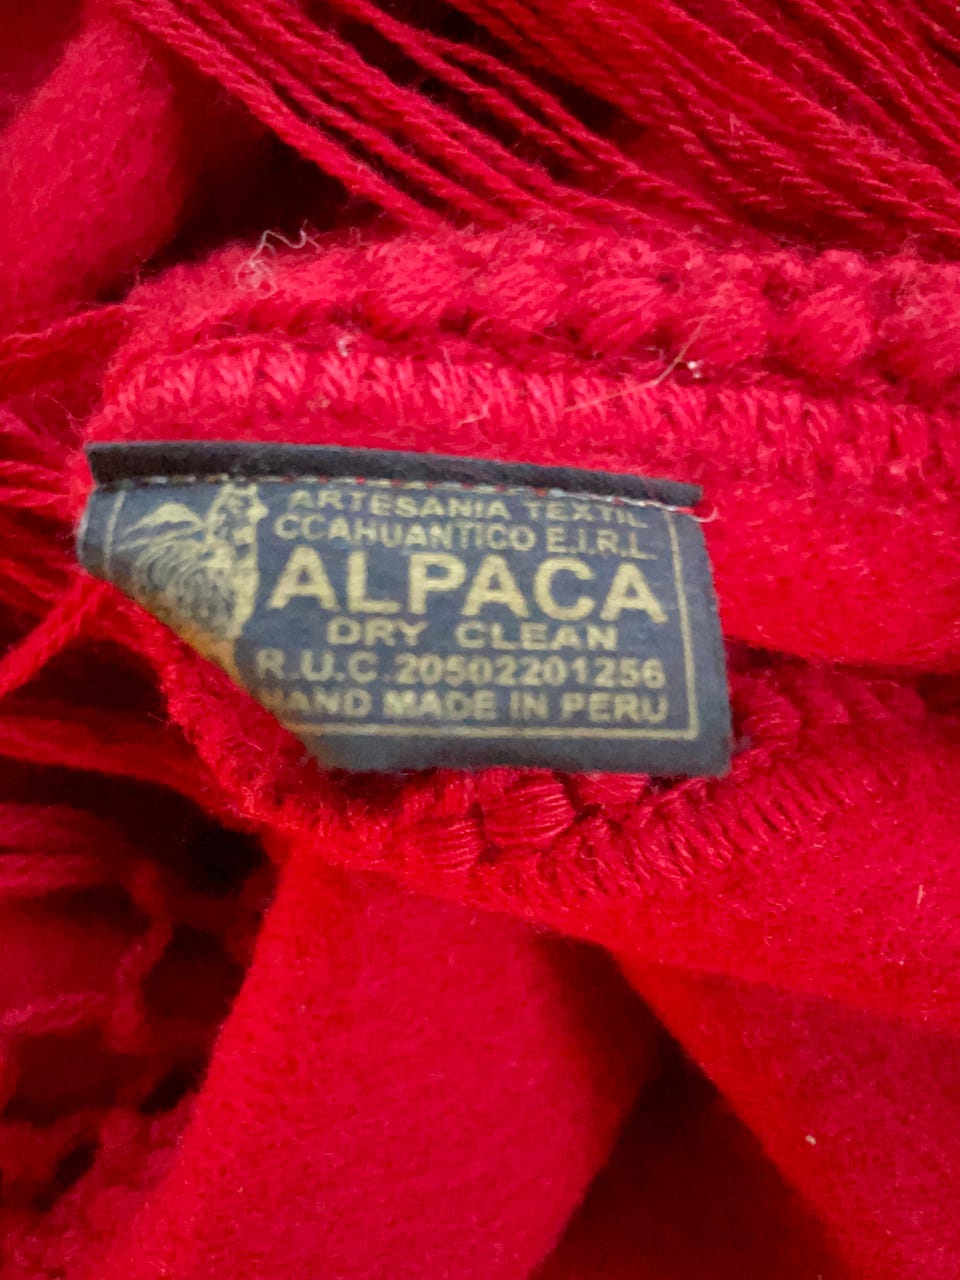 ARTESANIA TEXTIL
CCAHUANTICO E.I.R.L.
ALPACA
DRY CLEAN
R.U.C. 20502201256
HAND MADE IN PERU